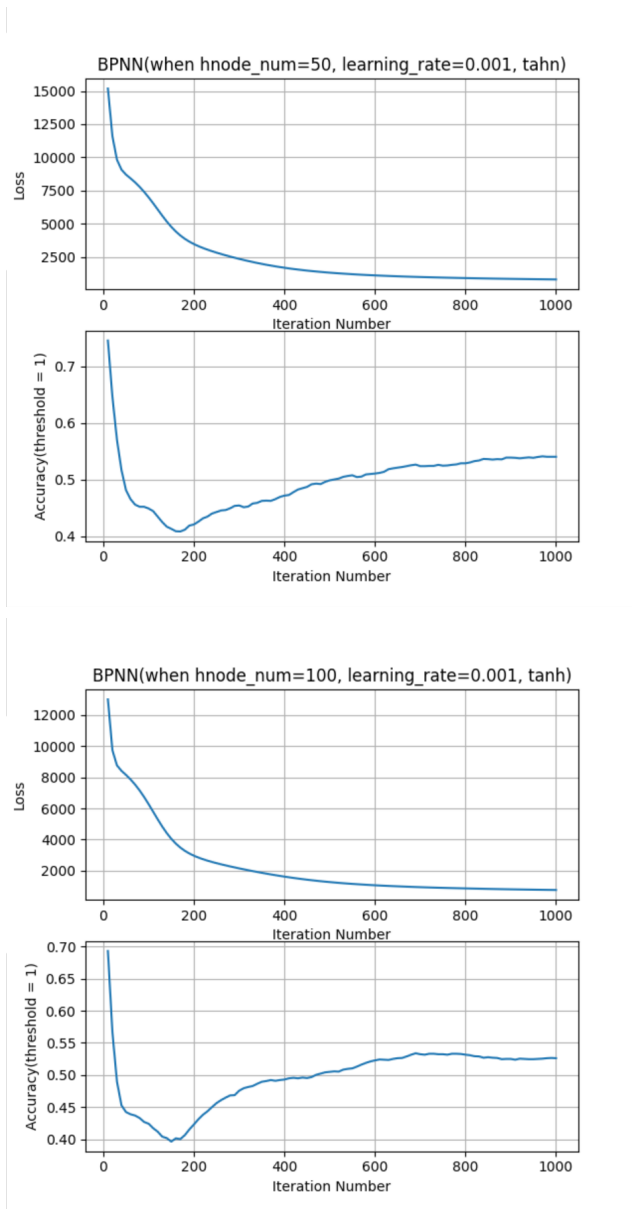 BPNN(when hnode_num=50, learning_rate=0.001, tahn)
15000
12500
10000
7500
5000
2500
Loss
0 200 400 600 800 1000
Iteration Number
0.7
0.6
0.5
0.4
Accuracy(threshold = 1)
0 200 400 600 800 1000
Iteration Number
BPNN(when hnode_num=100, learning_rate=0.001, tanh)
12000
10000
8000
6000
4000
2000
Loss
0 200 400 600 800 1000
Iteration Number
0.70
0.65
0.60
0.55
0.50
0.45
0.40
Accuracy(threshold = 1)
0 200 400 600 800 1000
Iteration Number